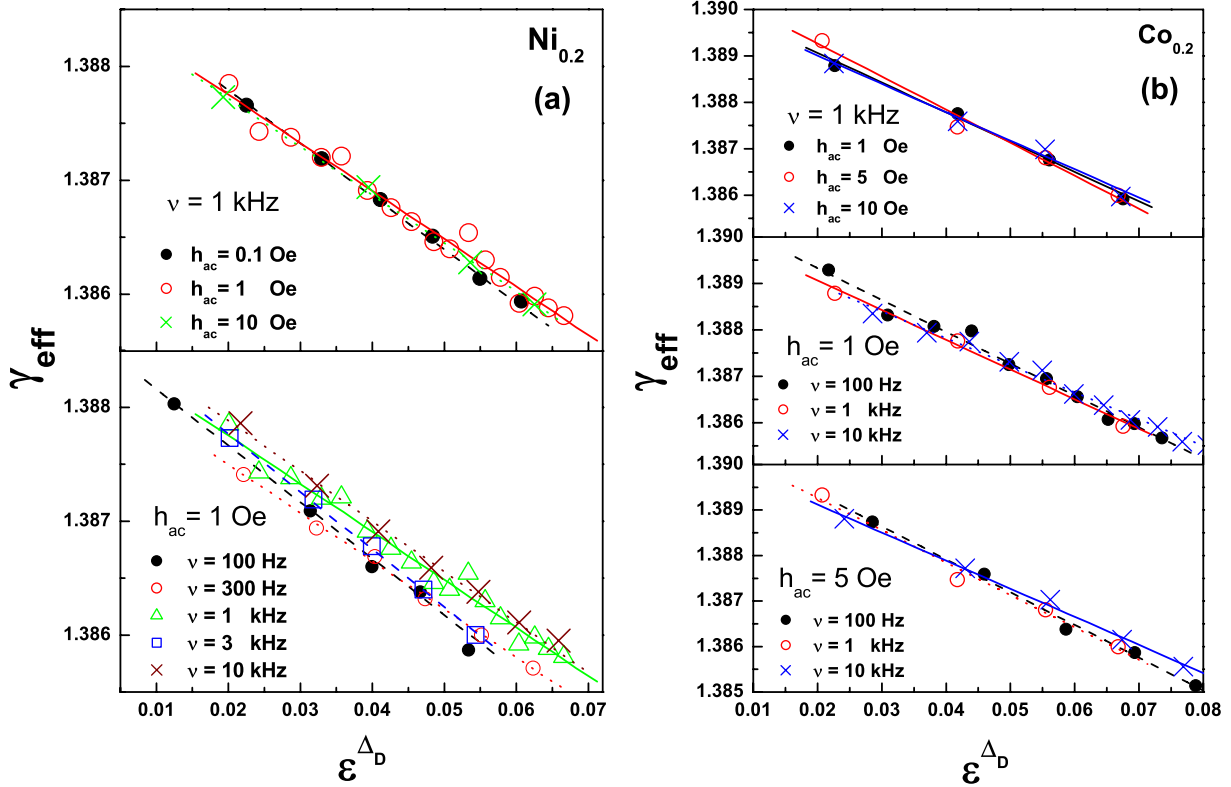 Ni0.2
(a)
1.388
1.387
1.386
ν = 1 kHz
hac = 0.1 Oe
hac = 1 Oe
hac = 10 Oe
γeff
1.388
1.387
1.386
hac = 1 Oe
ν = 100 Hz
ν = 300 Hz
ν = 1 kHz
ν = 3 kHz
ν = 10 kHz
0.01 0.02 0.03 0.04 0.05 0.06 0.07
εΔD
Co0.2
(b)
1.390
1.389
1.388
1.387
1.386
1.390
ν = 1 kHz
hac = 1 Oe
hac = 5 Oe
hac = 10 Oe
γeff
1.389
1.388
1.387
1.386
1.390
hac = 1 Oe
ν = 100 Hz
ν = 1 kHz
ν = 10 kHz
1.389
1.388
1.387
1.386
1.385
hac = 5 Oe
ν = 100 Hz
ν = 1 kHz
ν = 10 kHz
0.01 0.02 0.03 0.04 0.05 0.06 0.07 0.08
εΔD